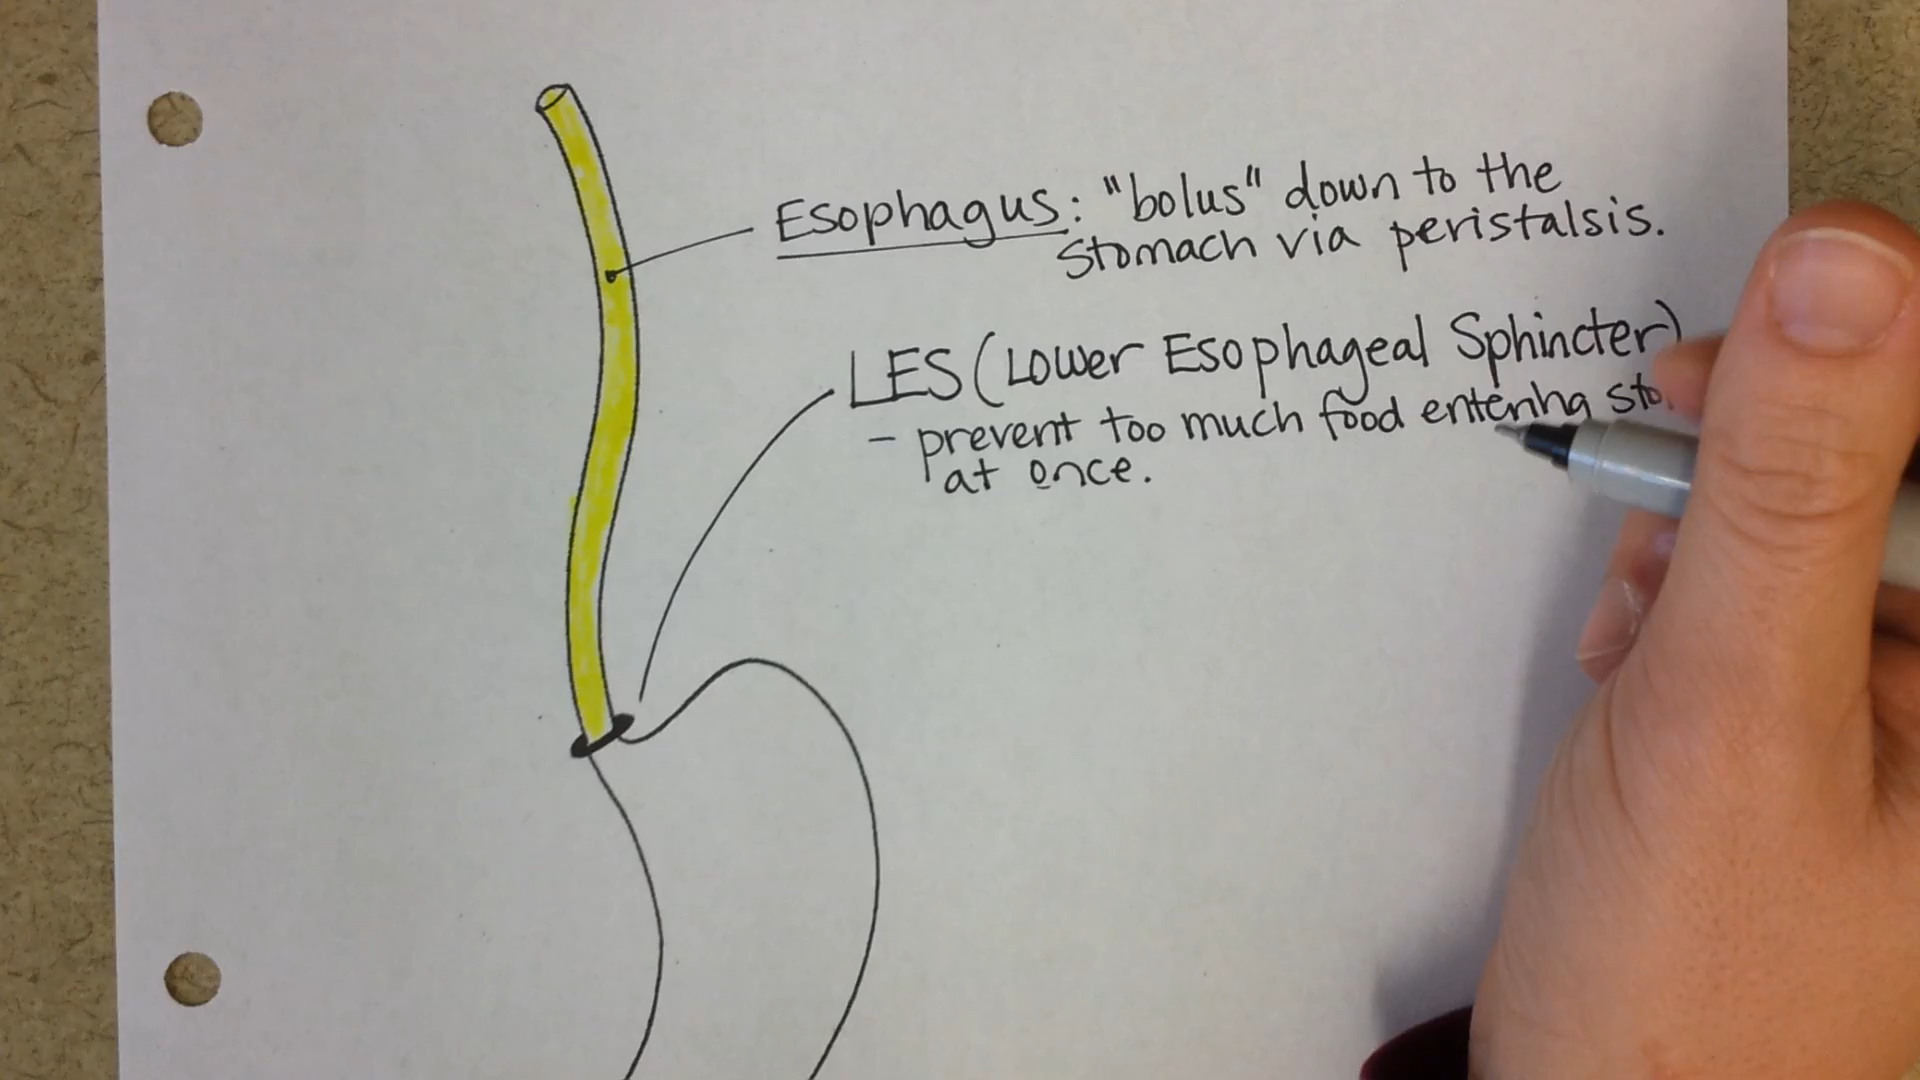 Esophagus: "bolus" down to the
stomach via peristalsis.
LES (Lower Esophageal Sphincter)
- prevent too much food entering
at once.